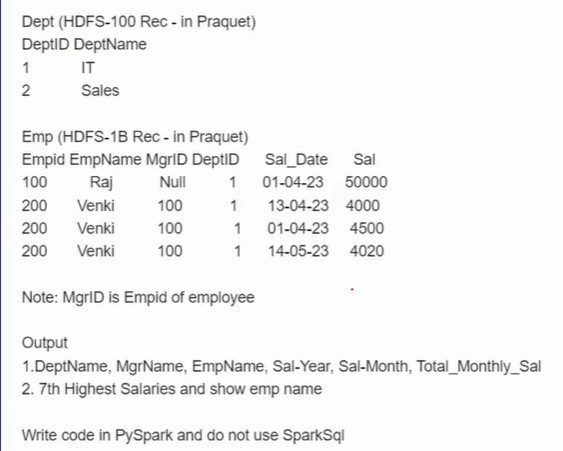 Dept (HDFS-100 Rec - in Praquet)
DeptID DeptName
1 IT
2 Sales
Emp (HDFS-1B Rec - in Praquet)
Empid EmpName MgrID DeptID Sal_Date Sal
100 Raj Null 1 01-04-23 50000
200 Venki 100 1 13-04-23 4000
200 Venki 100 1 01-04-23 4500
200 Venki 100 1 14-05-23 4020
Note: MgrID is Empid of employee
Output
1.DeptName, MgrName, EmpName, Sal-Year, Sal-Month, Total_Monthly_Sal
2. 7th Highest Salaries and show emp name
Write code in PySpark and do not use SparkSql